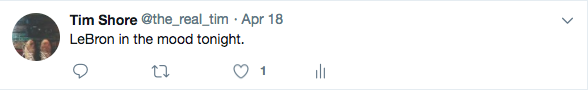 Tim Shore @the_real_tim · Apr 18
LeBron in the mood tonight.
1